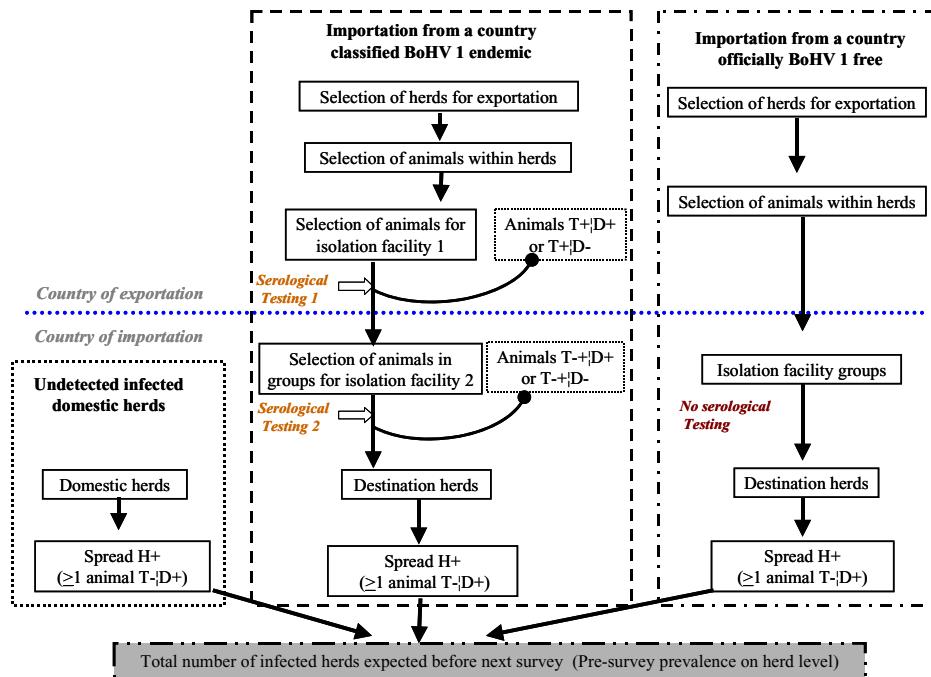 Importation from a country
classified BoHV 1 endemic
Selection of herds for exportation
Selection of animals within herds
Selection of animals for
isolation facility 1
Animals T+¦D+
or T+¦D-
Serological
Testing 1
Country of exportation
Country of importation
Selection of animals in
groups for isolation facility 2
Animals T-+¦D+
or T-+¦D-
Serological
Testing 2
Destination herds
Spread H+
(≥1 animal T-¦D+)
Importation from a country
officially BoHV 1 free
Selection of herds for exportation
Selection of animals within herds
Isolation facility groups
No serological
Testing
Destination herds
Spread H+
(≥1 animal T-¦D+)
Undetected infected
domestic herds
Domestic herds
Spread H+
(≥1 animal T-¦D+)
Total number of infected herds expected before next survey (Pre-survey prevalence on herd level)